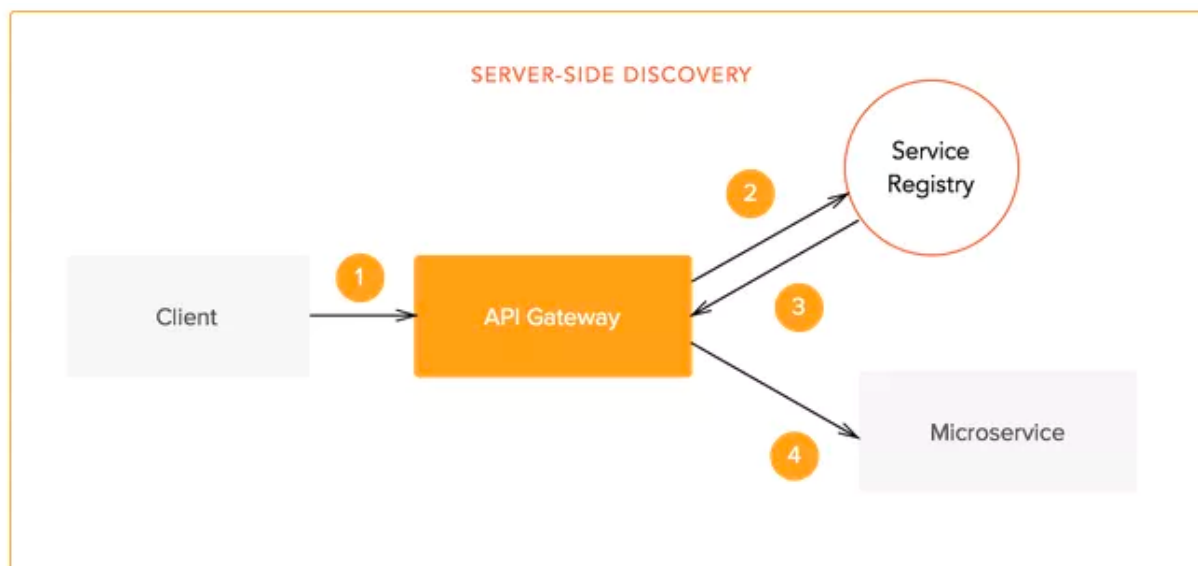 SERVER-SIDE DISCOVERY
Service
Registry
2
1
Client
API Gateway
3
Microservice
4